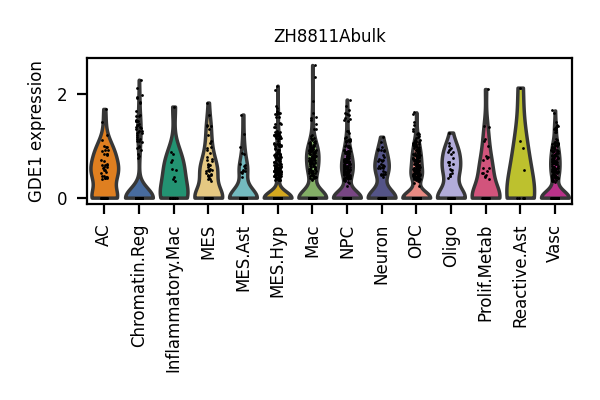 ZH8811Abulk
GDE1 expression
2
0
AC
Chromatin.Reg
Inflammatory.Mac
MES
MES.Ast
MES.Hyp
Mac
NPC
Neuron
OPC
Oligo
Prolif.Metab
Reactive.Ast
Vasc